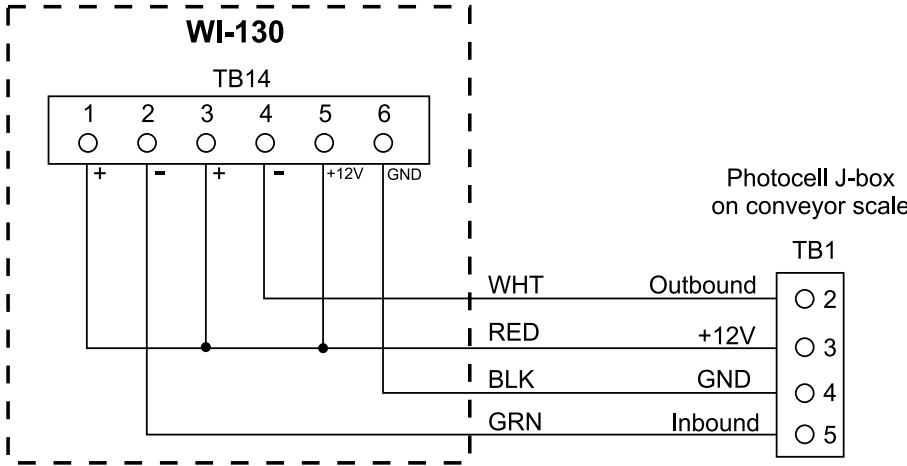 WI-130
TB14
1 2 3 4 5 6
+ - + - +12V GND
Photocell J-box
on conveyor scale
TB1
WHT Outbound 2
RED +12V 3
BLK GND 4
GRN Inbound 5